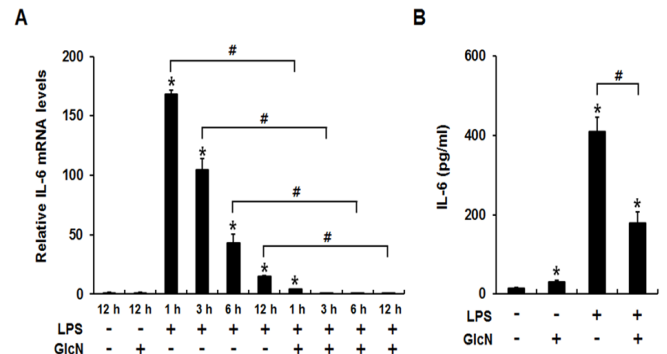 A
Relative IL-6 mRNA levels
200
150
100
50
0
#
#
#
#
* * * * *
12 h 12 h 1 h 3 h 6 h 12 h 1 h 3 h 6 h 12 h
LPS - - + + + + + + + +
GlcN - + - - - - + + + +
B
IL-6 (pg/ml)
600
400
200
0
#
* * * 
LPS - - + +
GlcN - + - +